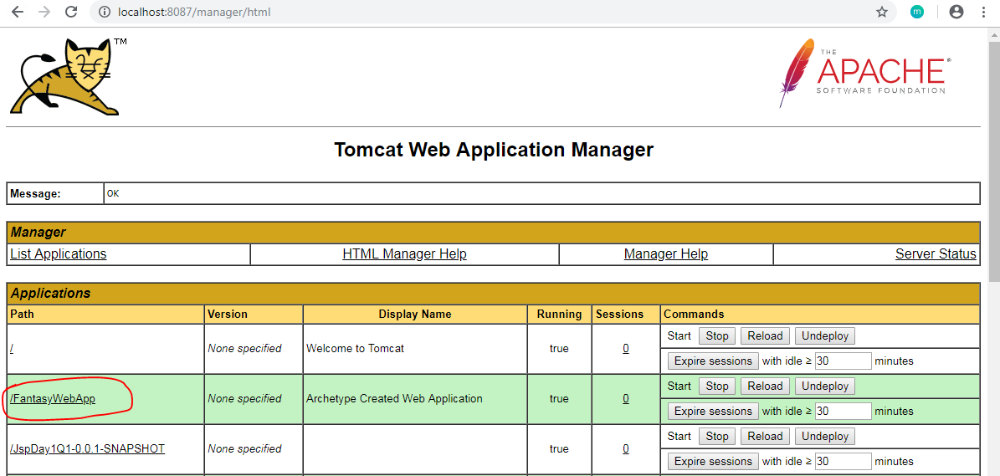 localhost:8087/manager/html
m
TM
THE
APACHE®
SOFTWARE FOUNDATION
Tomcat Web Application Manager
Message: OK
Manager
List Applications HTML Manager Help Manager Help Server Status
Applications
Path Version Display Name Running Sessions Commands
/ None specified Welcome to Tomcat true 0 Start Stop Reload Undeploy
Expire sessions with idle ≥ 30 minutes
/FantasyWebApp None specified Archetype Created Web Application true 0 Start Stop Reload Undeploy
Expire sessions with idle ≥ 30 minutes
/JspDay1Q1-0.0.1-SNAPSHOT None specified true 0 Start Stop Reload Undeploy
Expire sessions with idle ≥ 30 minutes